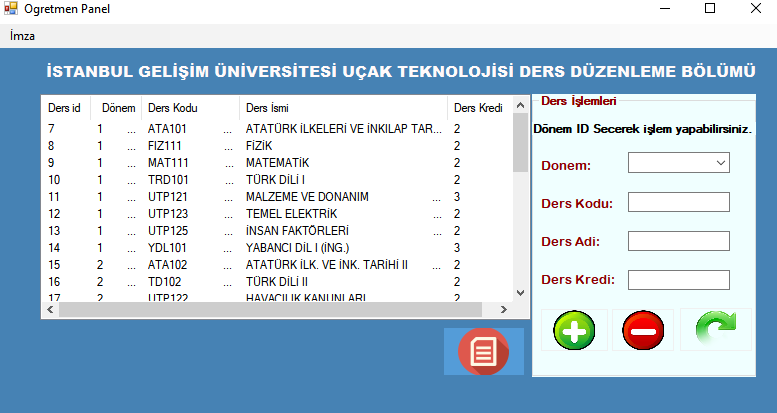 Ogretmen Panel
İmza
İSTANBUL GELİŞİM ÜNİVERSİTESİ UÇAK TEKNOLOJİSİ DERS DÜZENLEME BÖLÜMÜ
Ders id Dönem Ders Kodu Ders İsmi Ders Kredi
7 1 ... ATA101 ... ATATÜRK İLKELERİ VE İNKILAP TAR... 2
8 1 ... FIZ111 ... FİZİK 2
9 1 ... MAT111 ... MATEMATİK 2
10 1 ... TRD101 ... TÜRK DİLİ I 2
11 1 ... UTP121 ... MALZEME VE DONANIM ... 3
12 1 ... UTP123 ... TEMEL ELEKTRİK ... 2
13 1 ... UTP125 ... İNSAN FAKTÖRLERİ ... 2
14 1 ... YDL101 ... YABANCI DİL I (İNG.) 3
15 2 ... ATA102 ... ATATÜRK İLK. VE İNK. TARİHİ II ... 2
16 2 ... TD102 ... TÜRK DİLİ II 2
17 2 ... UTP122 ... HAVACILIK KANUNLARI ... 2
Ders İşlemleri
Dönem ID Secerek işlem yapabilirsiniz.
Donem:
Ders Kodu:
Ders Adi:
Ders Kredi: